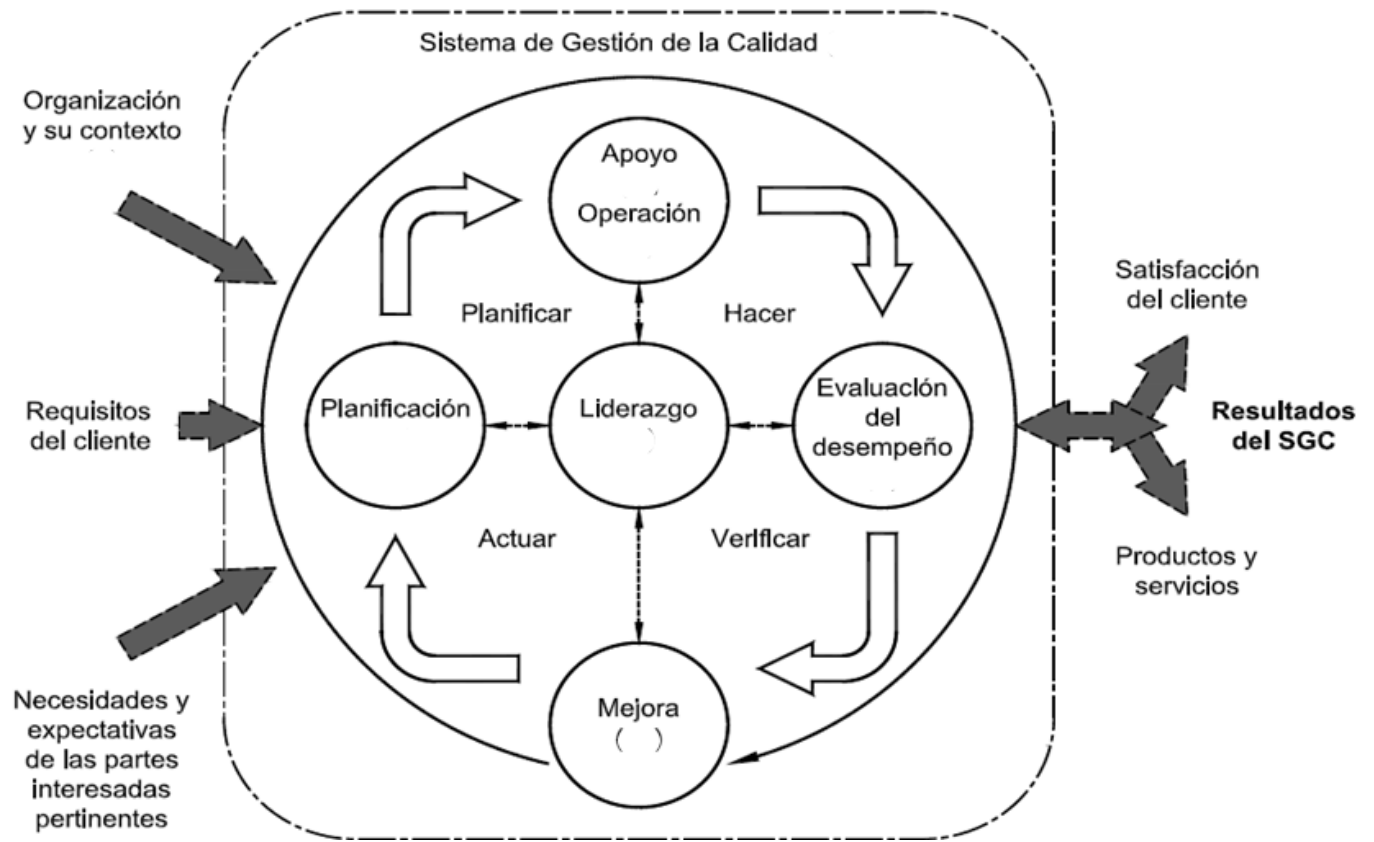 Sistema de Gestión de la Calidad
Organización
y su contexto
Apoyo
Operación
Planificar
Hacer
Satisfacción
del cliente
Requisitos
del cliente
Planificación
Liderazgo
)
Evaluación
del
desempeño
Resultados
del SGC
Actuar
Verificar
Productos y
servicios
Necesidades y
expectativas
de las partes
interesadas
pertinentes
Mejora
( )